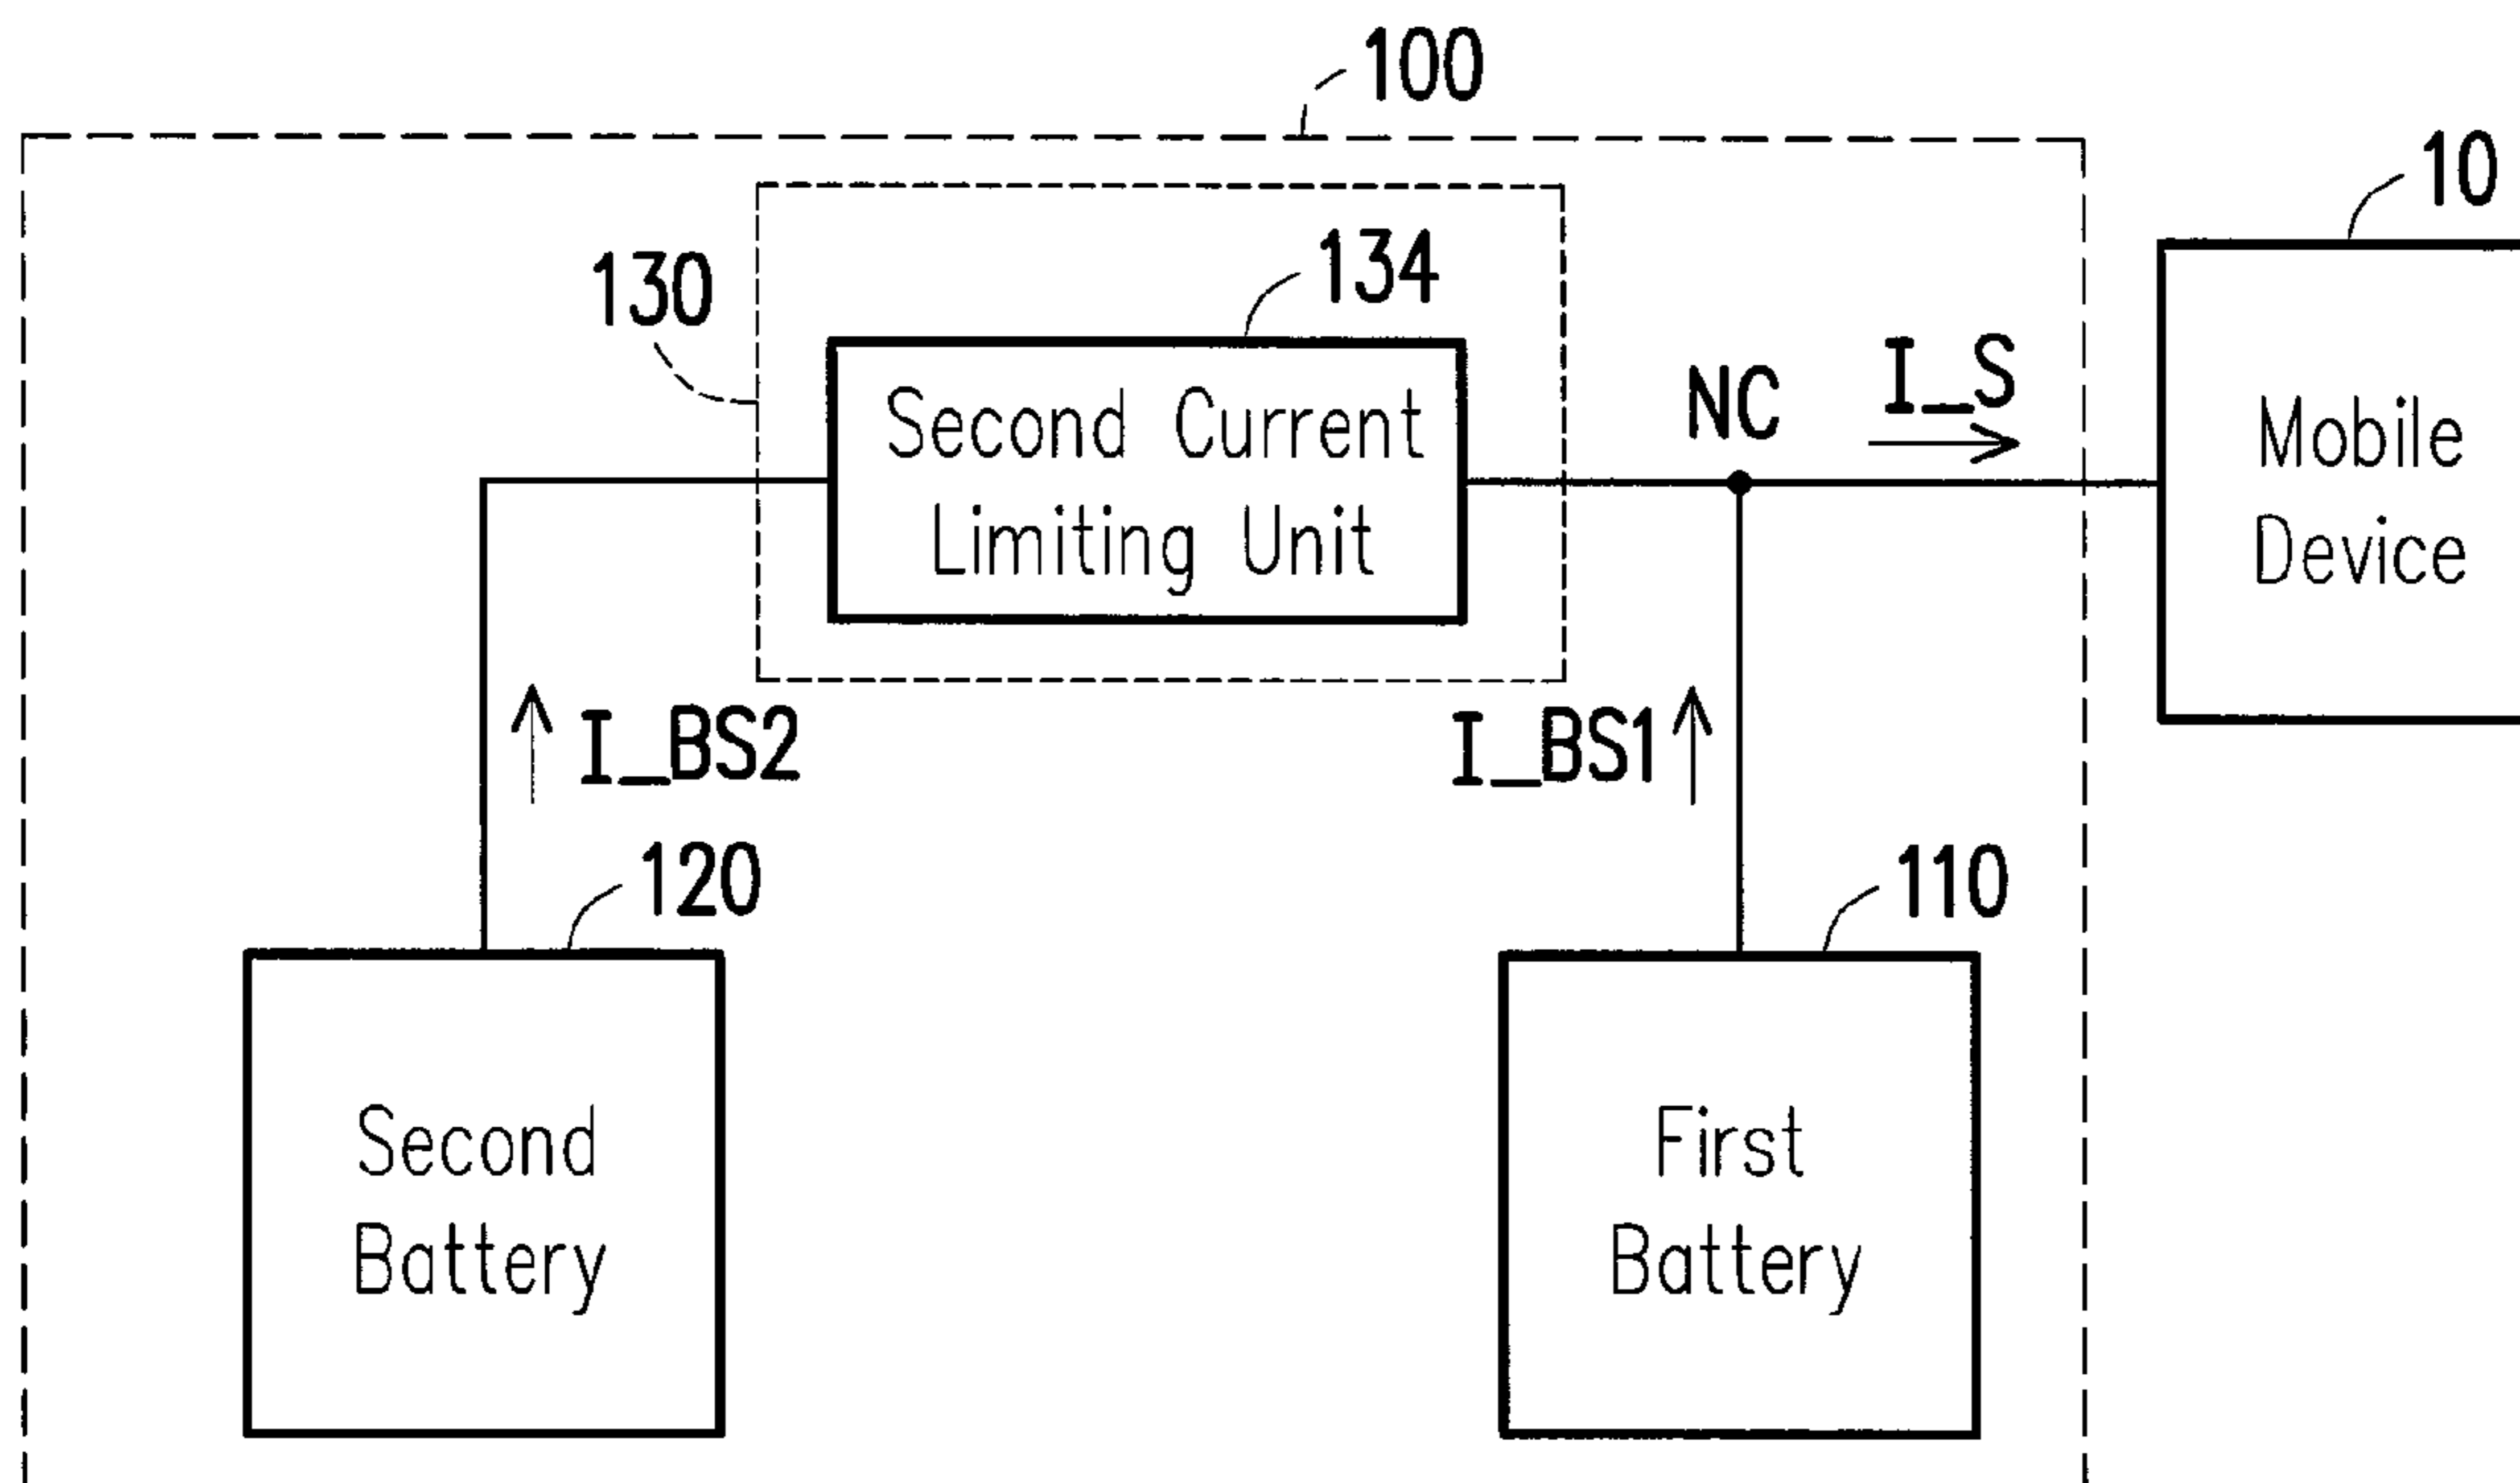 100
10
130
134
Second Current
Limiting Unit
NC
I_S
Mobile
Device
I_BS2
I_BS1
120
110
Second
Battery
First
Battery